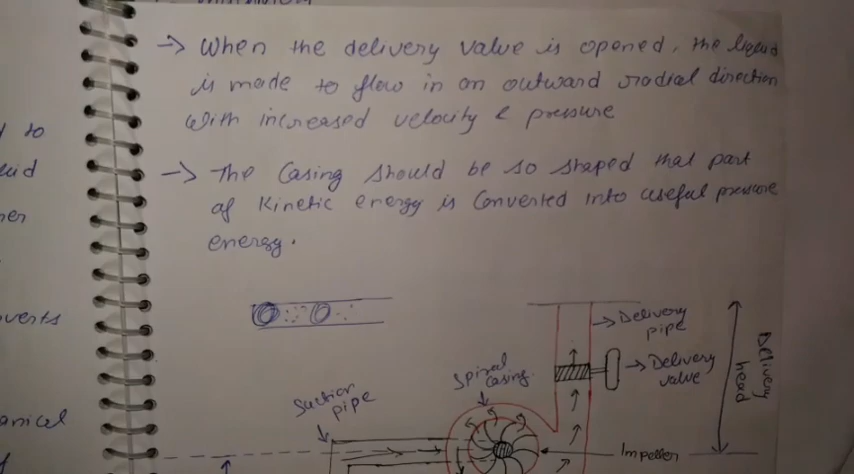 → When the delivery valve is opened, the liquid
is made to flow in an outward radial direction
with increased velocity & pressure
→ The Casing should be so shaped that part
of Kinetic energy is Converted into useful pressure
energy.
Delivery
pipe
Delivery
valve
Delivery
head
Spiral
Casing
Suction
pipe
Impeller
to
uid
verts
anical